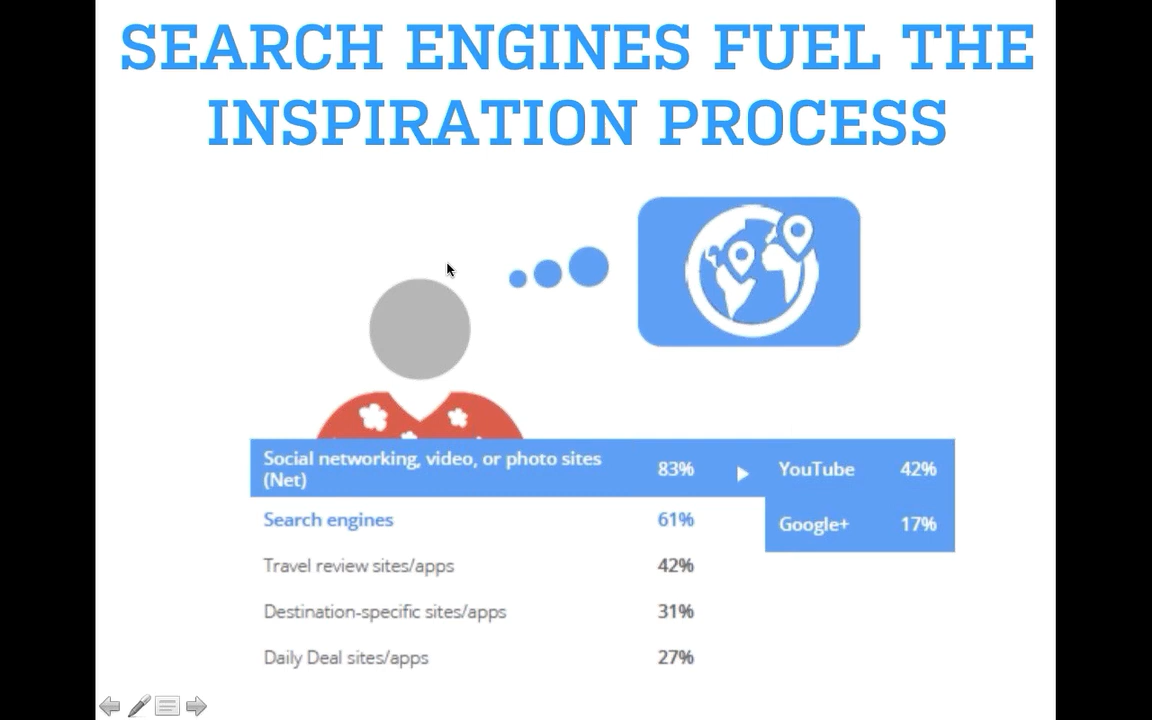 SEARCH ENGINES FUEL THE
INSPIRATION PROCESS
Social networking, video, or photo sites
(Net) 83% YouTube 42%
Search engines 61% Google+ 17%
Travel review sites/apps 42%
Destination-specific sites/apps 31%
Daily Deal sites/apps 27%